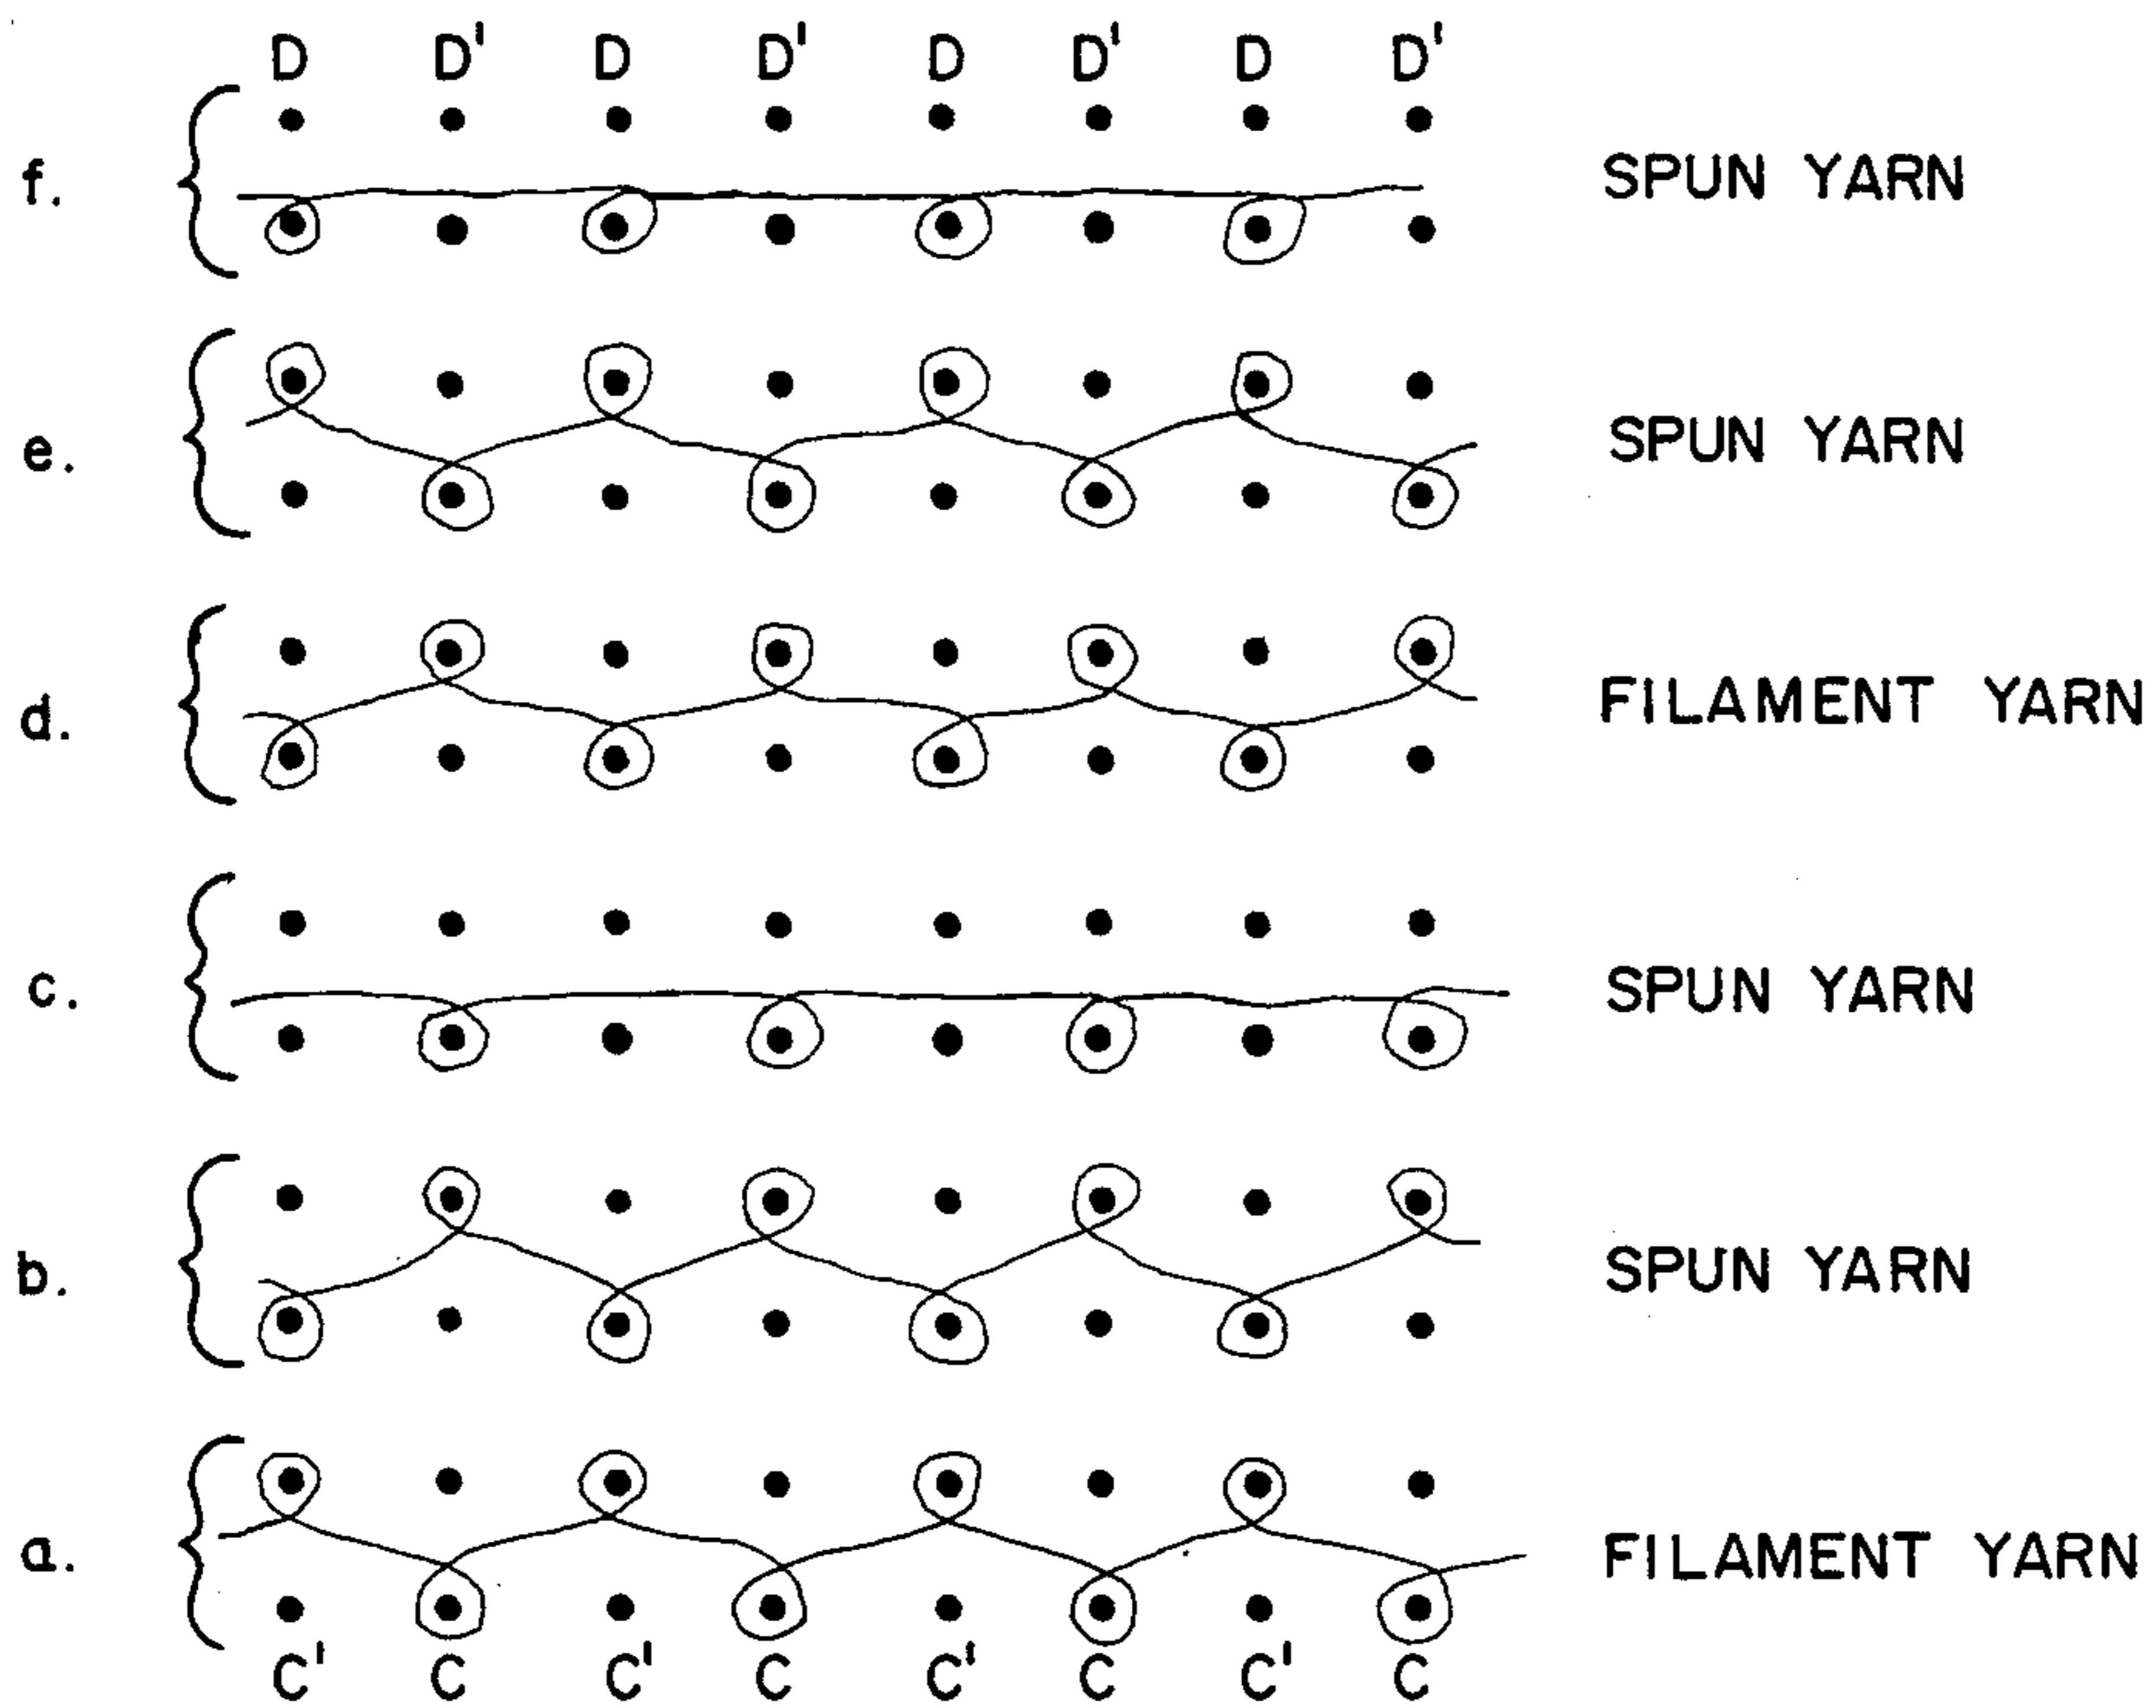 D D' D D' D D' D D'
f. SPUN YARN
e. SPUN YARN
d. FILAMENT YARN
c. SPUN YARN
b. SPUN YARN
a. FILAMENT YARN
C' C C' C C' C C' C